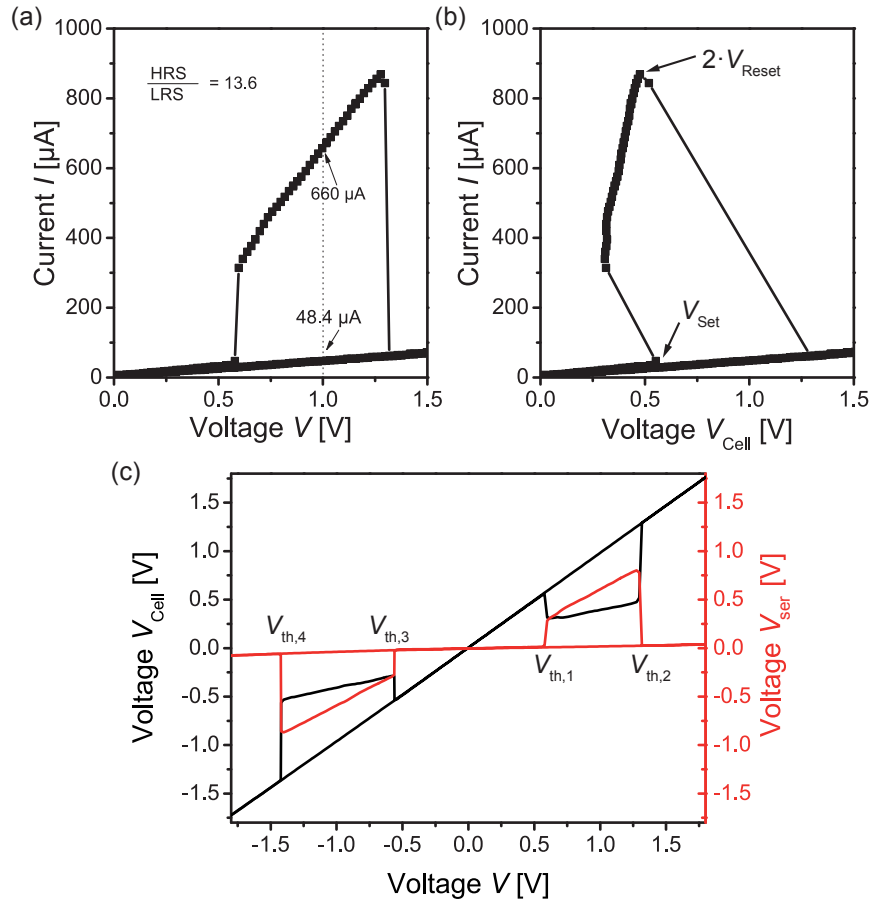 (a)
1000
800
600
400
200
0
Current I [µA]
HRS
LRS
= 13.6
660 µA
48.4 µA
0.0 0.5 1.0 1.5
Voltage V [V]
(b)
1000
800
600
400
200
0
Current I [µA]
2·V_Reset
V_Set
0.0 0.5 1.0 1.5
Voltage V_Cell [V]
(c)
1.5
1.0
0.5
0.0
-0.5
-1.0
-1.5
Voltage V_Cell [V]
V_th,4 V_th,3
V_th,1 V_th,2
1.5
1.0
0.5
0.0
-0.5
-1.0
-1.5
Voltage V_ser [V]
-1.5 -1.0 -0.5 0.0 0.5 1.0 1.5
Voltage V [V]